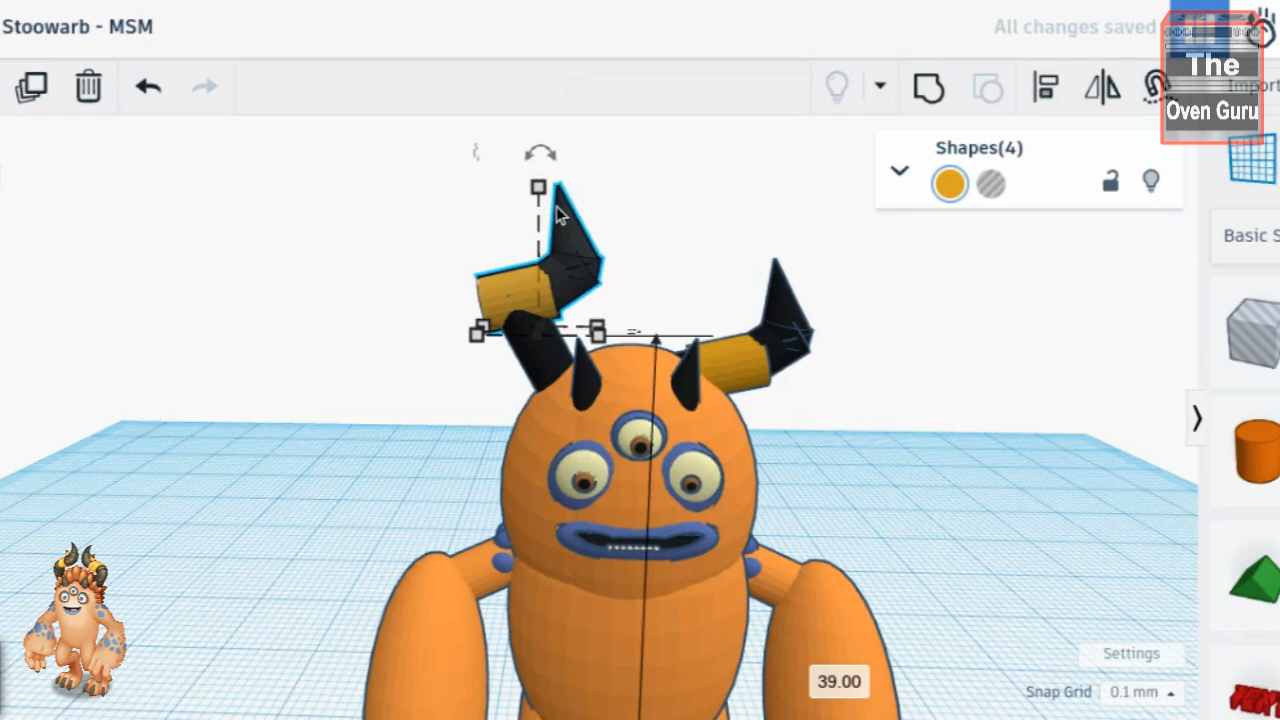 Stoowarb - MSM
All changes saved
The
Oven Guru
Import
Shapes(4)
Basic S
39.00
Settings
Snap Grid 0.1 mm